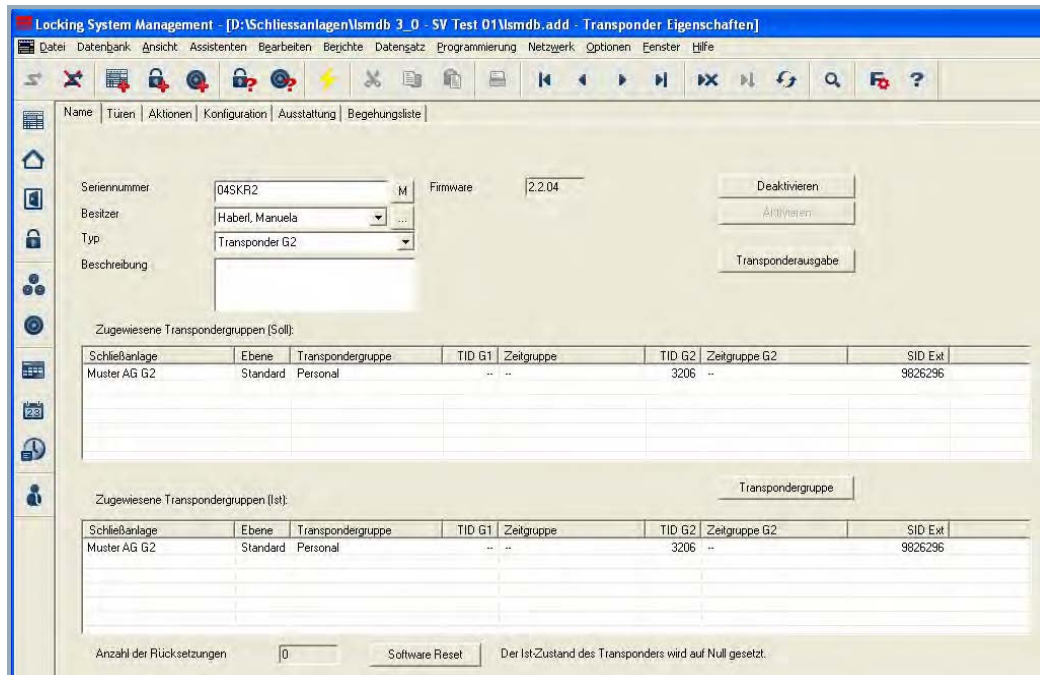 Locking System Management - [D:\Schliessanlagen\lsmdb 3_0 - SV Test 01\lsmdb.add - Transponder Eigenschaften]
Datei Datenbank Ansicht Assistenten Bearbeiten Berichte Datensatz Programmierung Netzwerk Optionen Fenster Hilfe
Name Türen Aktionen Konfiguration Ausstattung Begehungsliste
Seriennummer 04SKR2 M Firmware 2.2.04 Deaktivieren
Besitzer Haberl, Manuela ... Aktivieren
Typ Transponder G2
Beschreibung Transponderausgabe
Zugewiesene Transpondergruppen (Soll):
Schließanlage Ebene Transpondergruppe TID G1 Zeitgruppe TID G2 Zeitgruppe G2 SID Ext
Muster AG G2 Standard Personal -- -- 3206 -- 9826296
Transpondergruppe
Zugewiesene Transpondergruppen (Ist):
Schließanlage Ebene Transpondergruppe TID G1 Zeitgruppe TID G2 Zeitgruppe G2 SID Ext
Muster AG G2 Standard Personal -- -- 3206 -- 9826296
Anzahl der Rücksetzungen 0 Software Reset Der Ist-Zustand des Transponders wird auf Null gesetzt.
23